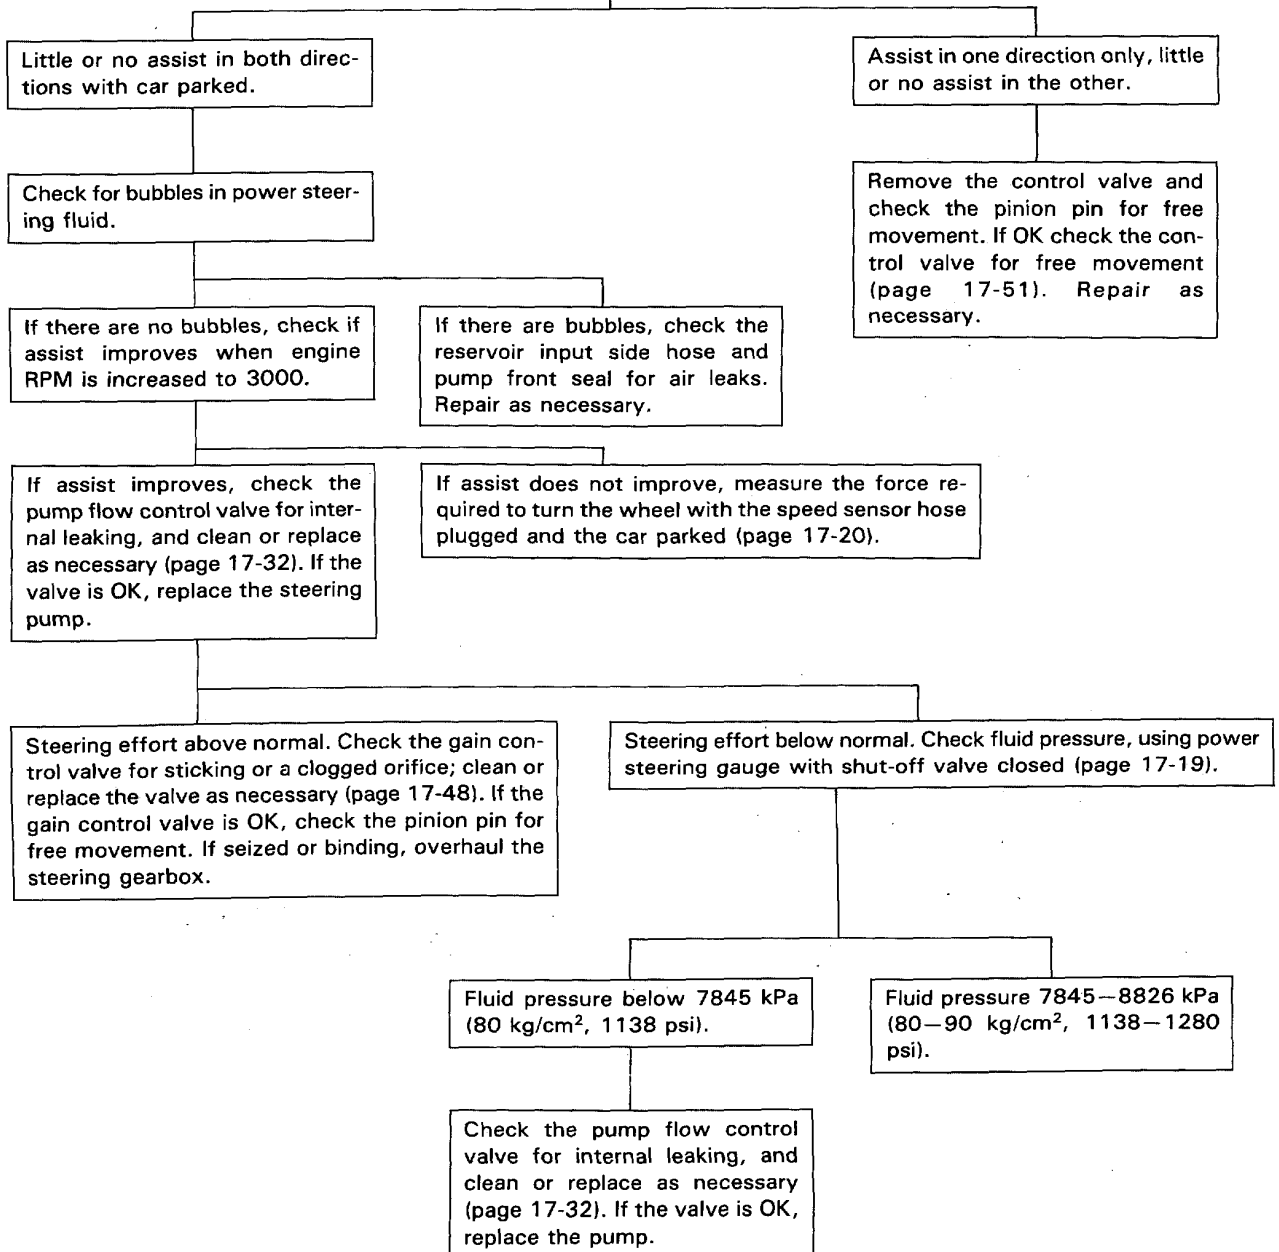 Little or no assist in both direc-
tions with car parked.
Assist in one direction only, little
or no assist in the other.
Check for bubbles in power steer-
ing fluid.
Remove the control valve and
check the pinion pin for free
movement. If OK check the con-
trol valve for free movement
(page 17-51). Repair as
necessary.
If there are no bubbles, check if
assist improves when engine
RPM is increased to 3000.
If there are bubbles, check the
reservoir input side hose and
pump front seal for air leaks.
Repair as necessary.
If assist improves, check the
pump flow control valve for inter-
nal leaking, and clean or replace
as necessary (page 17-32). If the
valve is OK, replace the steering
pump.
If assist does not improve, measure the force re-
quired to turn the wheel with the speed sensor hose
plugged and the car parked (page 17-20).
Steering effort above normal. Check the gain con-
trol valve for sticking or a clogged orifice; clean or
replace the valve as necessary (page 17-48). If the
gain control valve is OK, check the pinion pin for
free movement. If seized or binding, overhaul the
steering gearbox.
Steering effort below normal. Check fluid pressure, using power
steering gauge with shut-off valve closed (page 17-19).
Fluid pressure below 7845 kPa
(80 kg/cm², 1138 psi).
Fluid pressure 7845—8826 kPa
(80—90 kg/cm², 1138—1280
psi).
Check the pump flow control
valve for internal leaking, and
clean or replace as necessary
(page 17-32). If the valve is OK,
replace the pump.